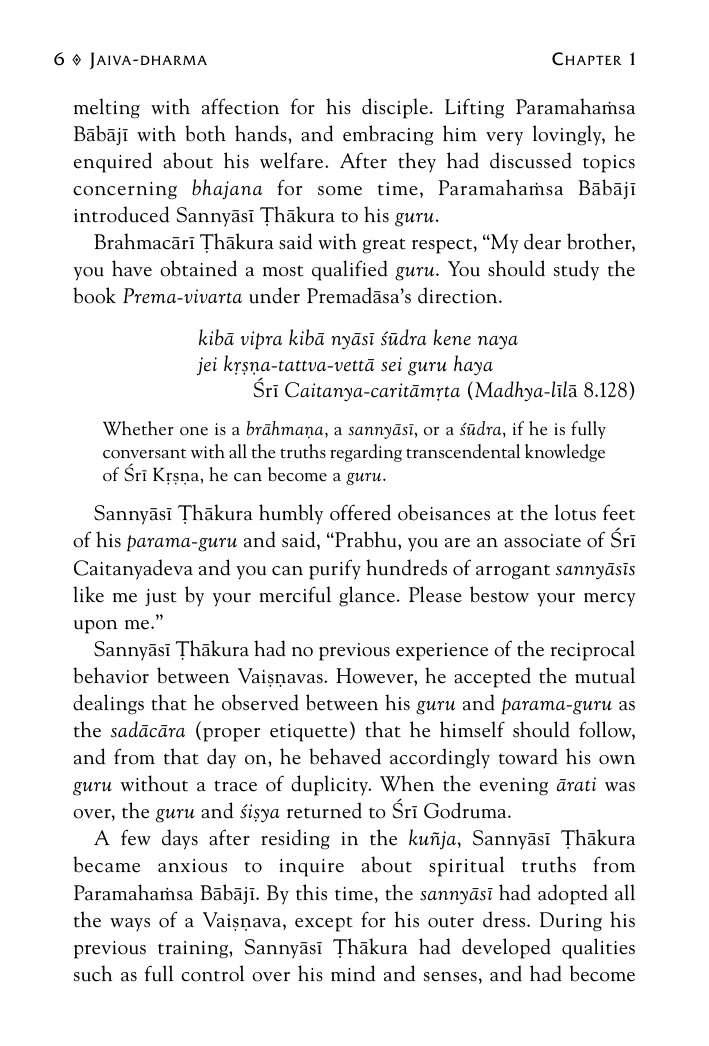 6 ◊ JAIVA-DHARMA CHAPTER 1
melting with affection for his disciple. Lifting Paramahaṁsa
Bābājī with both hands, and embracing him very lovingly, he
enquired about his welfare. After they had discussed topics
concerning bhajana for some time, Paramahaṁsa Bābājī
introduced Sannyāsī Ṭhākura to his guru.
Brahmacārī Ṭhākura said with great respect, “My dear brother,
you have obtained a most qualified guru. You should study the
book Prema-vivarta under Premadāsa’s direction.
kibā vipra kibā nyāsī śūdra kene naya
jei kṛṣṇa-tattva-vettā sei guru haya
Śrī Caitanya-caritāmṛta (Madhya-līlā 8.128)
Whether one is a brāhmaṇa, a sannyāsī, or a śūdra, if he is fully
conversant with all the truths regarding transcendental knowledge
of Śrī Kṛṣṇa, he can become a guru.
Sannyāsī Ṭhākura humbly offered obeisances at the lotus feet
of his parama-guru and said, “Prabhu, you are an associate of Śrī
Caitanyadeva and you can purify hundreds of arrogant sannyāsīs
like me just by your merciful glance. Please bestow your mercy
upon me.”
Sannyāsī Ṭhākura had no previous experience of the reciprocal
behavior between Vaiṣṇavas. However, he accepted the mutual
dealings that he observed between his guru and parama-guru as
the sadācāra (proper etiquette) that he himself should follow,
and from that day on, he behaved accordingly toward his own
guru without a trace of duplicity. When the evening ārati was
over, the guru and śiṣya returned to Śrī Godruma.
A few days after residing in the kuñja, Sannyāsī Ṭhākura
became anxious to inquire about spiritual truths from
Paramahaṁsa Bābājī. By this time, the sannyāsī had adopted all
the ways of a Vaiṣṇava, except for his outer dress. During his
previous training, Sannyāsī Ṭhākura had developed qualities
such as full control over his mind and senses, and had become